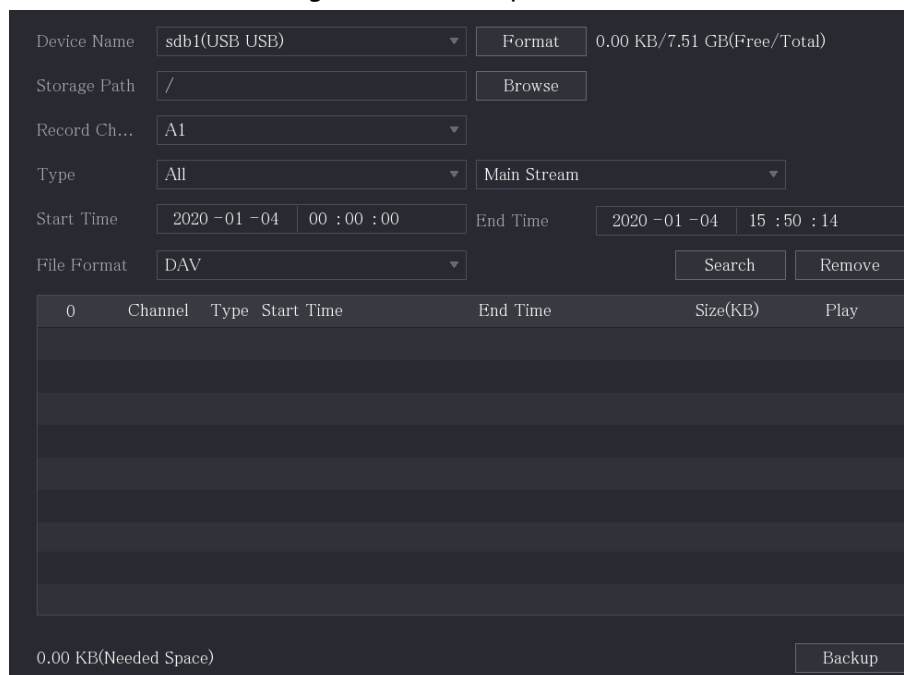 Device Name sdb1(USB USB) Format 0.00 KB/7.51 GB(Free/Total)
Storage Path / Browse
Record Ch... A1
Type All Main Stream
Start Time 2020 -01 -04 00 :00 :00 End Time 2020 -01 -04 15 :50 :14
File Format DAV Search Remove
0 Channel Type Start Time End Time Size(KB) Play
0.00 KB(Needed Space) Backup